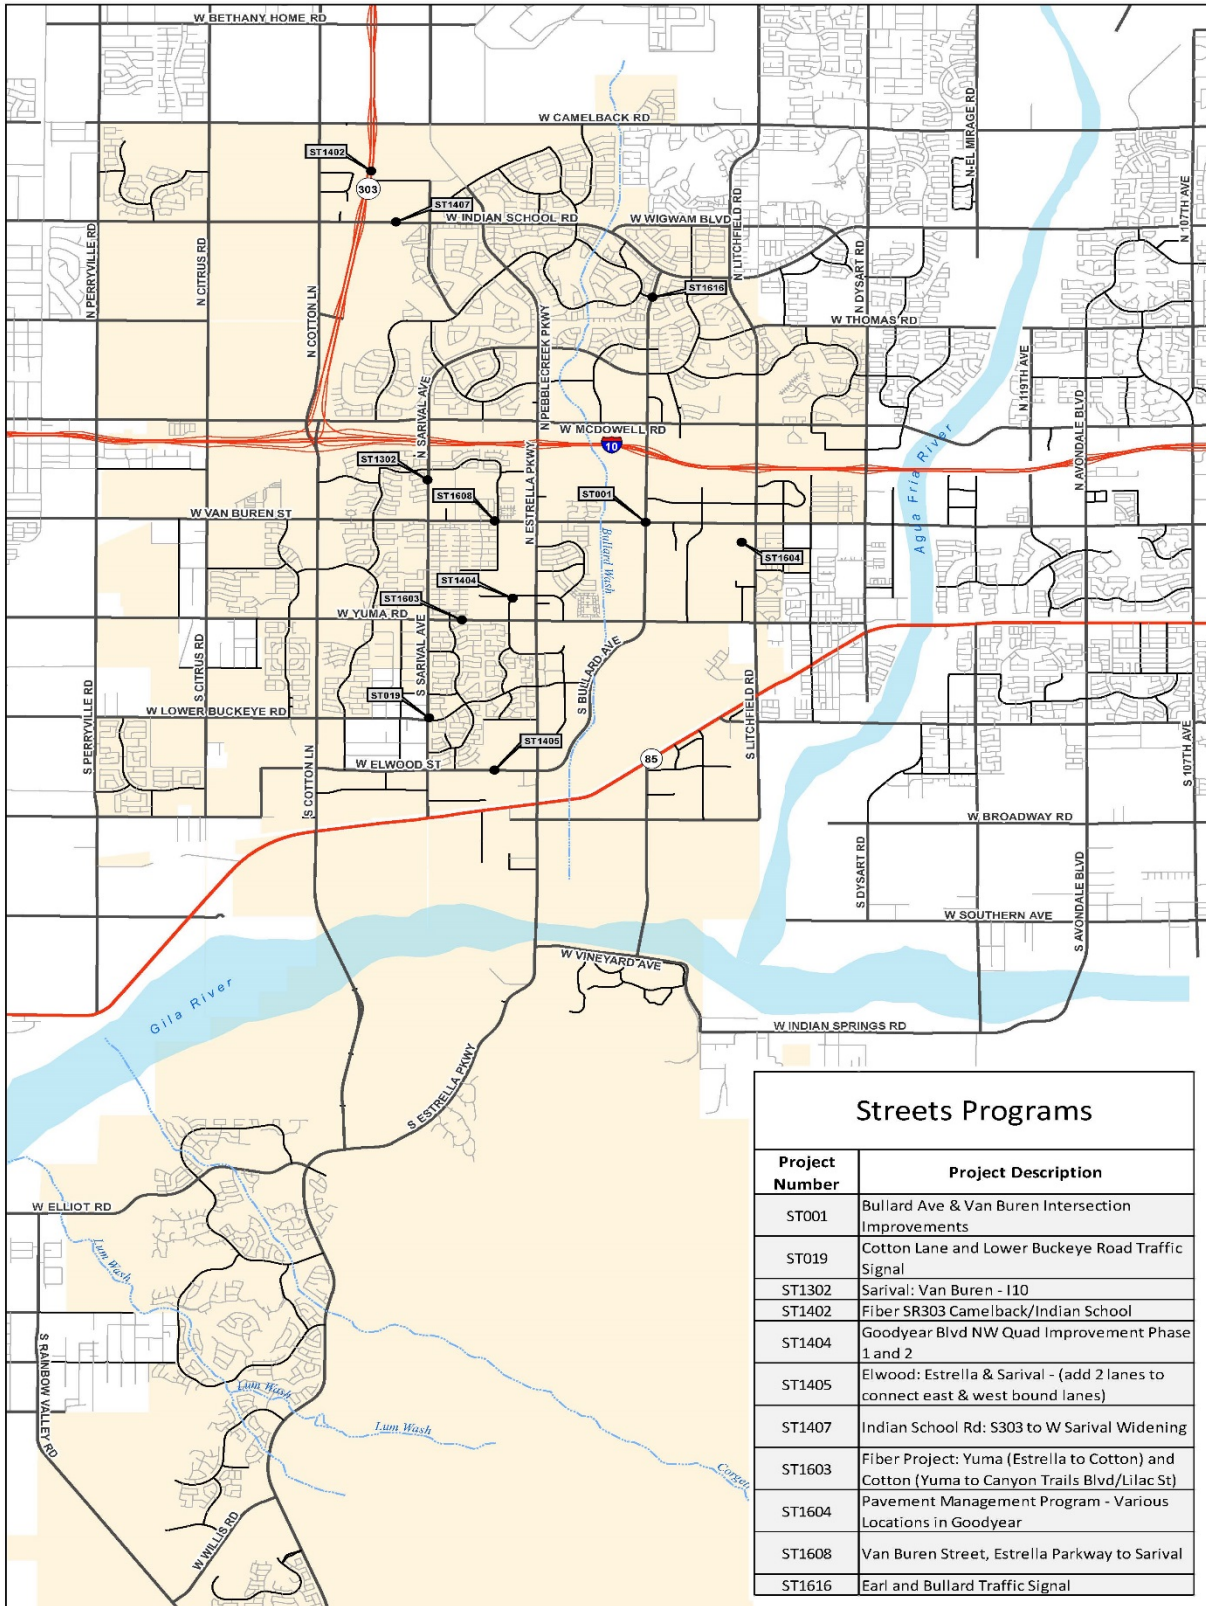 W BETHANY HOME RD
W CAMELBACK RD
N EL MIRAGE RD
ST1402
303
ST1407
W INDIAN SCHOOL RD
W WIGWAM BLVD
N LITCHFIELD RD
N 107TH AVE
N PERRYVILLE RD
N CITRUS RD
N DYSART RD
ST1616
N COTTON LN
W THOMAS RD
N PEBBLECREEK PKWY
N SARIVAL AVE
N 119TH AVE
N AVONDALE BLVD
W MCDOWELL RD
10
ST1302
ST1608
ST001
N ESTRELLA PKWY
W VAN BUREN ST
Agua Fria River
Bullard Wash
ST1604
ST1404
ST1603
W YUMA RD
S CITRUS RD
S SARIVAL AVE
S BULLARD AVE
S PERRYVILLE RD
ST019
S LITCHFIELD RD
W LOWER BUCKEYE RD
S 107TH AVE
ST1405
W ELWOOD ST
85
S COTTON LN
W BROADWAY RD
S DYSART RD
S AVONDALE BLVD
W SOUTHERN AVE
W VINEYARD AVE
Gila River
W INDIAN SPRINGS RD
S ESTRELLA PKWY
W ELLIOT RD
Lum Wash
S RAINBOW VALLEY RD
Lum Wash
Lum Wash
W WILLIS RD
Streets Programs
Project Number
Project Description
ST001
Bullard Ave & Van Buren Intersection
Improvements
ST019
Cotton Lane and Lower Buckeye Road Traffic
Signal
ST1302
Sarival: Van Buren - I10
ST1402
Fiber SR303 Camelback/Indian School
ST1404
Goodyear Blvd NW Quad Improvement Phase
1 and 2
ST1405
Elwood: Estrella & Sarival - (add 2 lanes to
connect east & west bound lanes)
ST1407
Indian School Rd: S303 to W Sarival Widening
ST1603
Fiber Project: Yuma (Estrella to Cotton) and
Cotton (Yuma to Canyon Trails Blvd/Lilac St)
ST1604
Pavement Management Program - Various
Locations in Goodyear
ST1608
Van Buren Street, Estrella Parkway to Sarival
ST1616
Earl and Bullard Traffic Signal